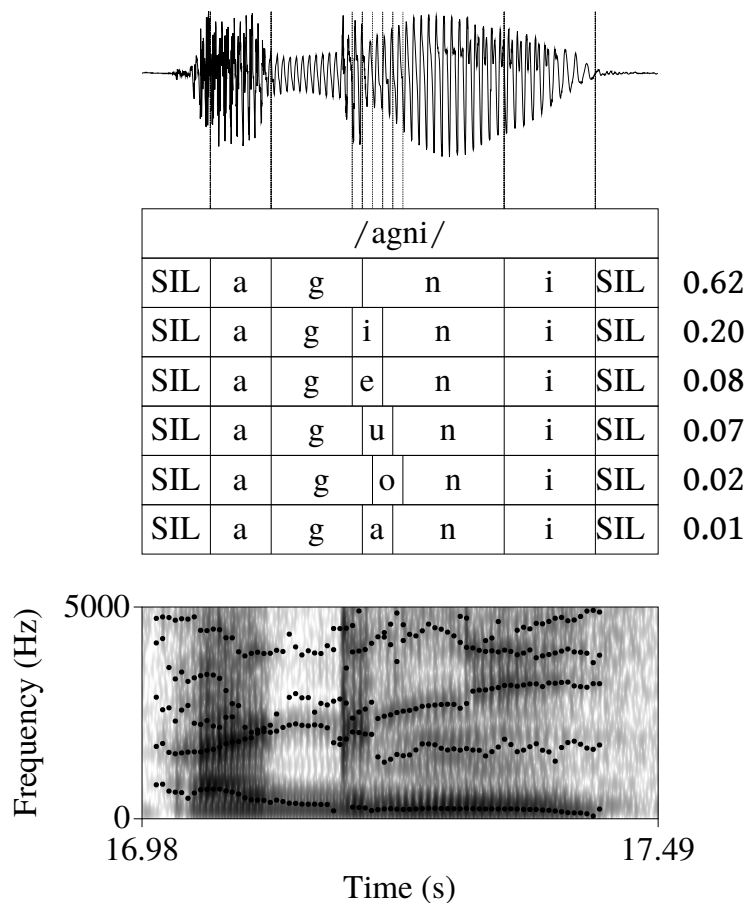 /agni/
SIL a g n i SIL 0.62
SIL a g i n i SIL 0.20
SIL a g e n i SIL 0.08
SIL a g u n i SIL 0.07
SIL a g o n i SIL 0.02
SIL a g a n i SIL 0.01
5000
Frequency (Hz)
0
16.98 17.49
Time (s)